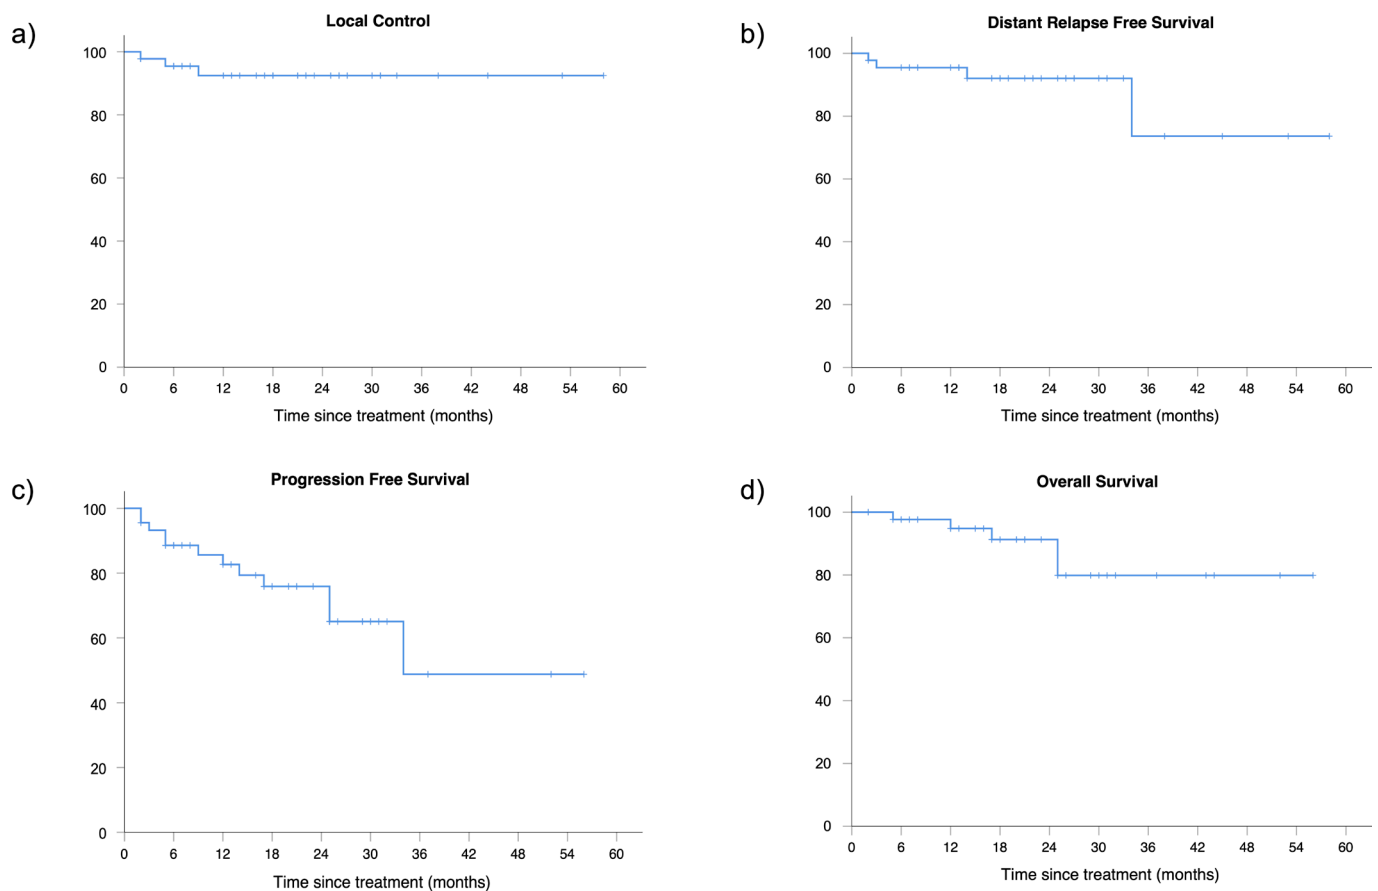 a)
Local Control
100
80
60
40
20
0
0 6 12 18 24 30 36 42 48 54 60
Time since treatment (months)
b)
Distant Relapse Free Survival
100
80
60
40
20
0
0 6 12 18 24 30 36 42 48 54 60
Time since treatment (months)
c)
Progression Free Survival
100
80
60
40
20
0
0 6 12 18 24 30 36 42 48 54 60
Time since treatment (months)
d)
Overall Survival
100
80
60
40
20
0
0 6 12 18 24 30 36 42 48 54 60
Time since treatment (months)